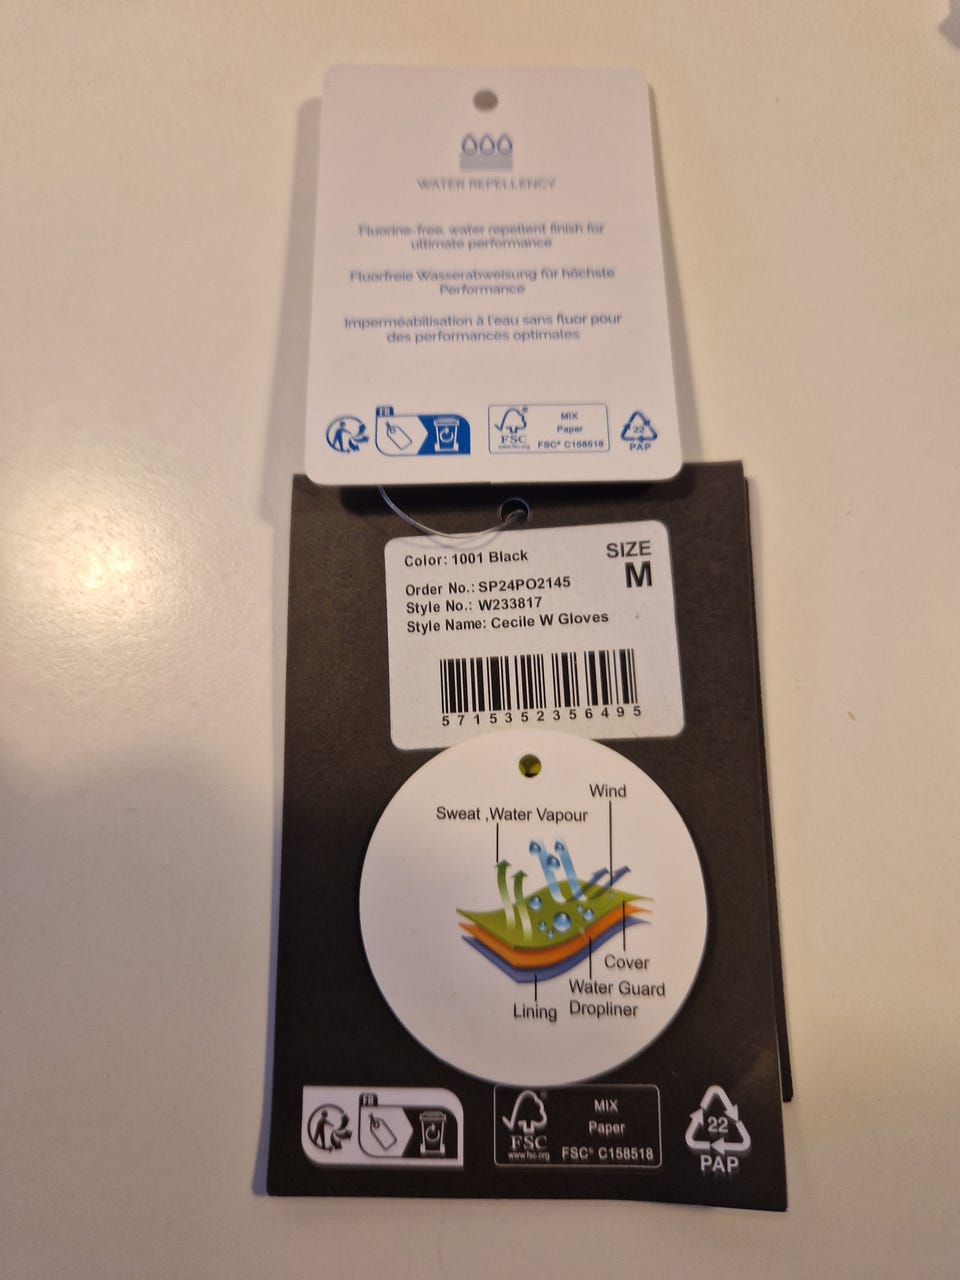 WATER REPELLENCY
Fluorine-free, water repellent finish for
ultimate performance
Fluorfreie Wasserabweisung für höchste
Performance
Imperméabilisation à l'eau sans fluor pour
des performances optimales
FR
FSC
www.fsc.org
MIX
Paper
FSC® C158518
22
PAP
Color: 1001 Black
SIZE
M
Order No.: SP24PO2145
Style No.: W233817
Style Name: Cecile W Gloves
5715352356495
Wind
Sweat ,Water Vapour
Cover
Water Guard
Dropliner
Lining
FR
FSC®
www.fsc.org
MIX
Paper
FSC® C158518
22
PAP